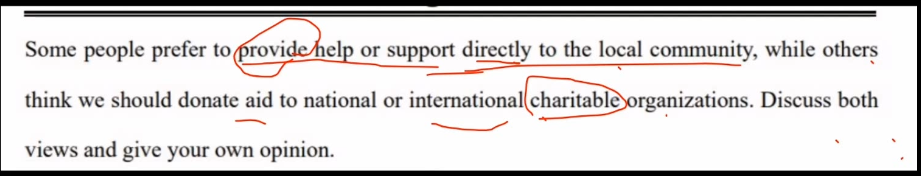 Some people prefer to provide help or support directly to the local community, while others
think we should donate aid to national or international charitable organizations. Discuss both
views and give your own opinion.